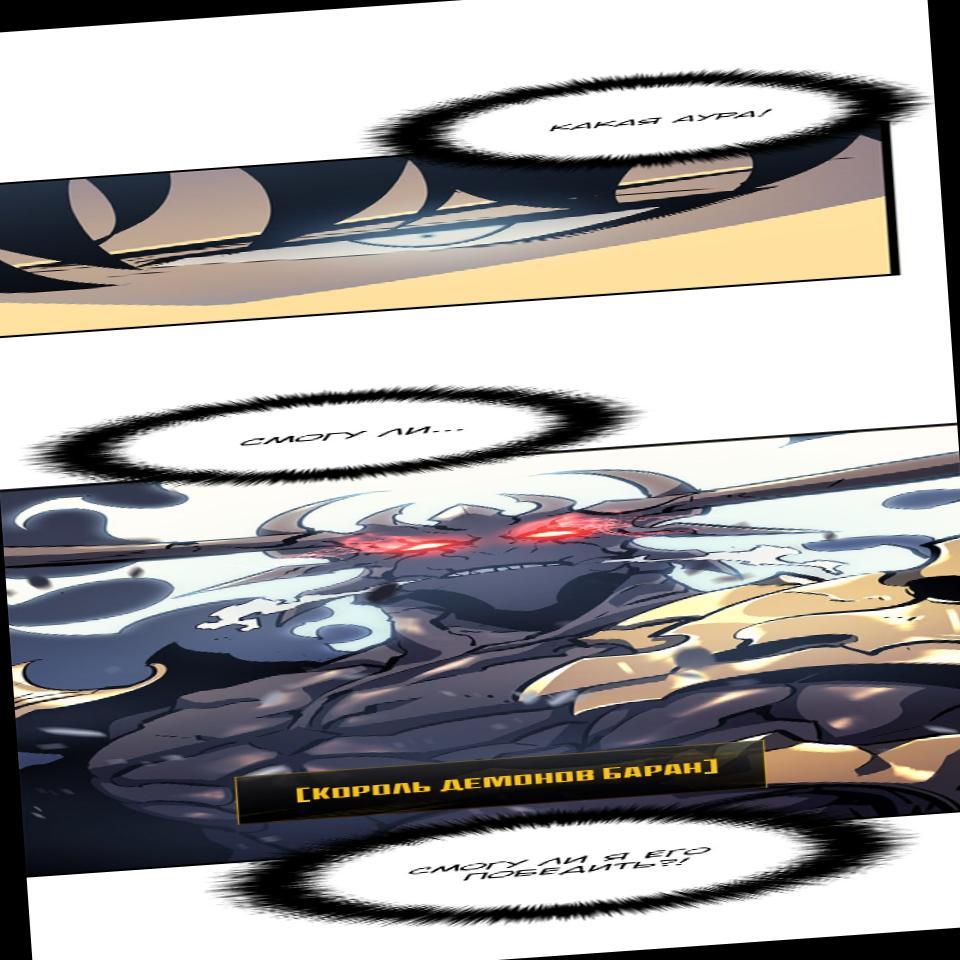 КАКАЯ АУРА!
СМОГУ ЛИ...
[КОРОЛЬ ДЕМОНОВ БАРАН]
СМОГУ ЛИ Я ЕГО
ПОБЕДИТЬ?!